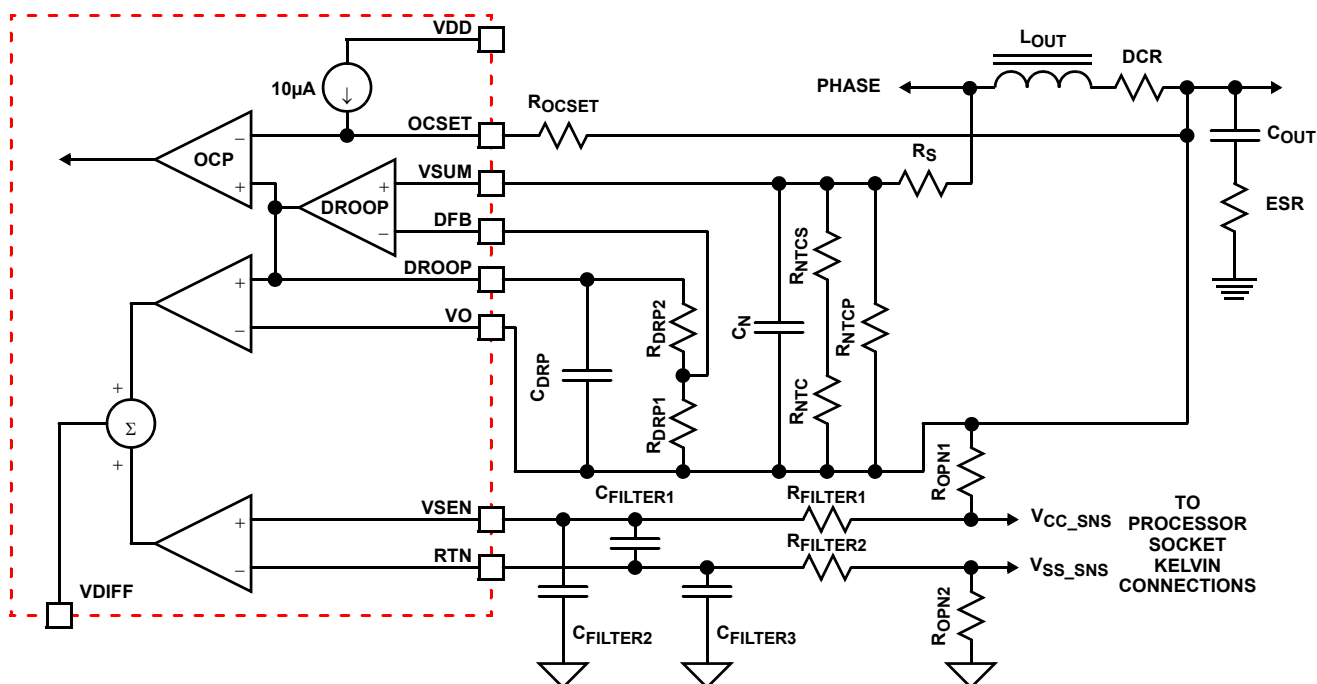 VDD
10µA
OCSET
ROCSET
LOUT
DCR
PHASE
COUT
ESR
OCP
−
+
VSUM
RS
DROOP
+
−
DFB
DROOP
VO
+
−
CDRP
RDRP2
RDRP1
CN
RNTCS
RNTC
RNTCP
+
Σ
+
ROPN1
VSEN
CFILTER1
RFILTER1
VCC_SNS
RTN
RFILTER2
VSS_SNS
+
−
TO
PROCESSOR
SOCKET
KELVIN
CONNECTIONS
VDIFF
CFILTER2
CFILTER3
ROPN2